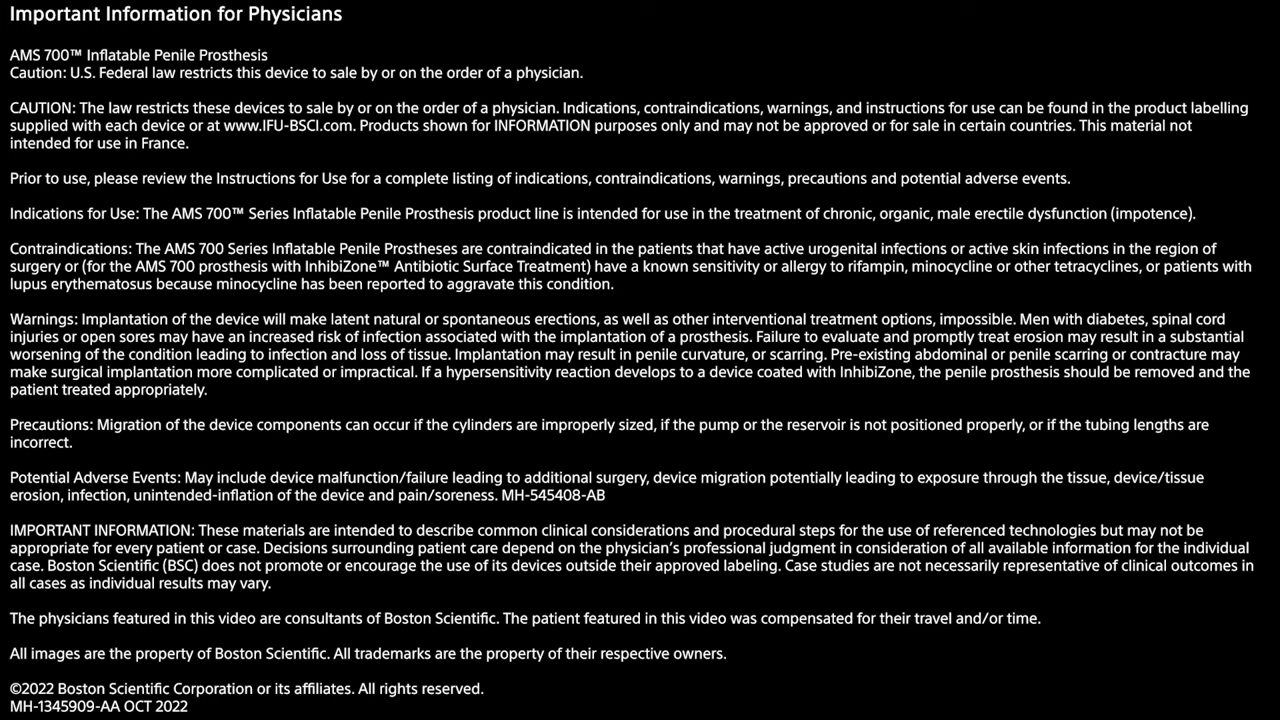 Important Information for Physicians
AMS 700™ Inflatable Penile Prosthesis
Caution: U.S. Federal law restricts this device to sale by or on the order of a physician.
CAUTION: The law restricts these devices to sale by or on the order of a physician. Indications, contraindications, warnings, and instructions for use can be found in the product labelling
supplied with each device or at www.IFU-BSCI.com. Products shown for INFORMATION purposes only and may not be approved or for sale in certain countries. This material not
intended for use in France.
Prior to use, please review the Instructions for Use for a complete listing of indications, contraindications, warnings, precautions and potential adverse events.
Indications for Use: The AMS 700™ Series Inflatable Penile Prosthesis product line is intended for use in the treatment of chronic, organic, male erectile dysfunction (impotence).
Contraindications: The AMS 700 Series Inflatable Penile Prostheses are contraindicated in the patients that have active urogenital infections or active skin infections in the region of
surgery or (for the AMS 700 prosthesis with InhibiZone™ Antibiotic Surface Treatment) have a known sensitivity or allergy to rifampin, minocycline or other tetracyclines, or patients with
lupus erythematosus because minocycline has been reported to aggravate this condition.
Warnings: Implantation of the device will make latent natural or spontaneous erections, as well as other interventional treatment options, impossible. Men with diabetes, spinal cord
injuries or open sores may have an increased risk of infection associated with the implantation of a prosthesis. Failure to evaluate and promptly treat erosion may result in a substantial
worsening of the condition leading to infection and loss of tissue. Implantation may result in penile curvature, or scarring. Pre-existing abdominal or penile scarring or contracture may
make surgical implantation more complicated or impractical. If a hypersensitivity reaction develops to a device coated with InhibiZone, the penile prosthesis should be removed and the
patient treated appropriately.
Precautions: Migration of the device components can occur if the cylinders are improperly sized, if the pump or the reservoir is not positioned properly, or if the tubing lengths are
incorrect.
Potential Adverse Events: May include device malfunction/failure leading to additional surgery, device migration potentially leading to exposure through the tissue, device/tissue
erosion, infection, unintended-inflation of the device and pain/soreness. MH-545408-AB
IMPORTANT INFORMATION: These materials are intended to describe common clinical considerations and procedural steps for the use of referenced technologies but may not be
appropriate for every patient or case. Decisions surrounding patient care depend on the physician’s professional judgment in consideration of all available information for the individual
case. Boston Scientific (BSC) does not promote or encourage the use of its devices outside their approved labeling. Case studies are not necessarily representative of clinical outcomes in
all cases as individual results may vary.
The physicians featured in this video are consultants of Boston Scientific. The patient featured in this video was compensated for their travel and/or time.
All images are the property of Boston Scientific. All trademarks are the property of their respective owners.
©2022 Boston Scientific Corporation or its affiliates. All rights reserved.
MH-1345909-AA OCT 2022